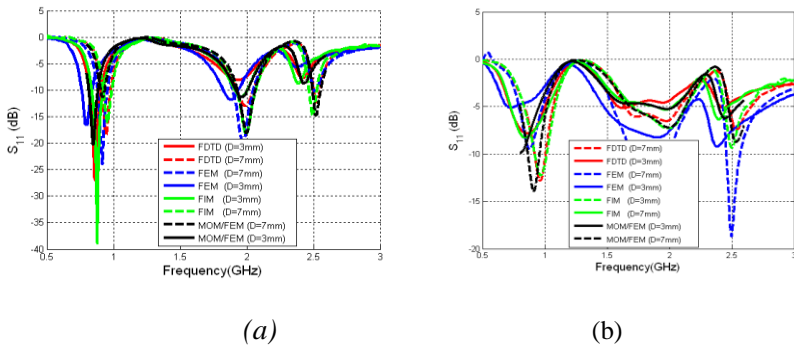 0
-5
-10
-15
-20
-25
-30
-35
-40
S11 (dB)
FDTD (D=3mm)
FDTD (D=7mm)
FEM (D=7mm)
FEM (D=3mm)
FIM (D=3mm)
FIM (D=7mm)
MOM/FEM (D=7mm)
MOM/FEM (D=3mm)
0.5 1 1.5 2 2.5 3
Frequency(GHz)
(a)
5
0
-5
-10
-15
-20
S11 (dB)
FDTD (D=7mm)
FDTD (D=3mm)
FEM (D=7mm)
FEM (D=3mm)
FIM (D=3mm)
FIM (D=7mm)
MOM/FEM (D=3mm)
MOM/FEM (D=7mm)
0.5 1 1.5 2 2.5 3
Frequency(GHz)
(b)